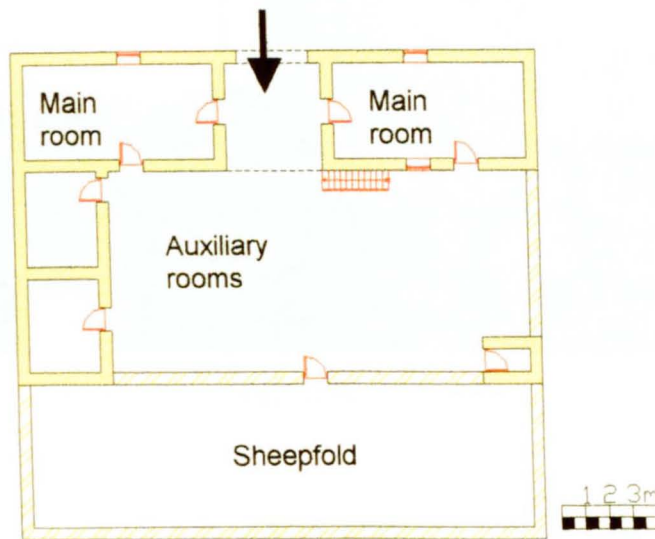 Main
room
Main
room
Auxiliary
rooms
Sheepfold
1 2 3m